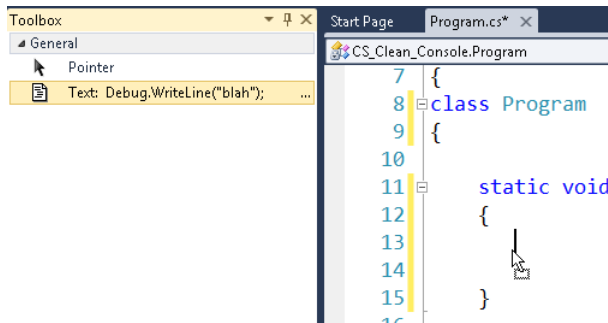 Toolbox
General
Pointer
Text: Debug.WriteLine("blah"); ...
Start Page Program.cs*
CS_Clean_Console.Program
7 {
8 class Program
9 {
10
11 static void
12 {
13
14
15 }
16